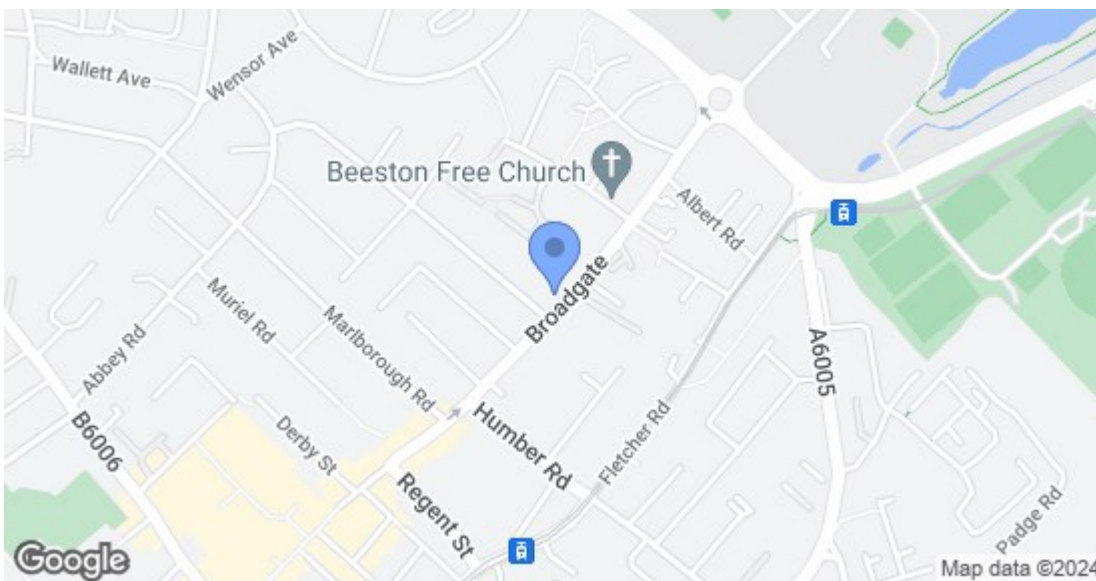 Wallett Ave
Wensor Ave
Beeston Free Church
Albert Rd
Broadgate
Muriel Rd
Marlborough Rd
Abbey Rd
A6005
B6006
Derby St
Humber Rd
Fletcher Rd
Regent St
Padge Rd
Google
Map data ©2024